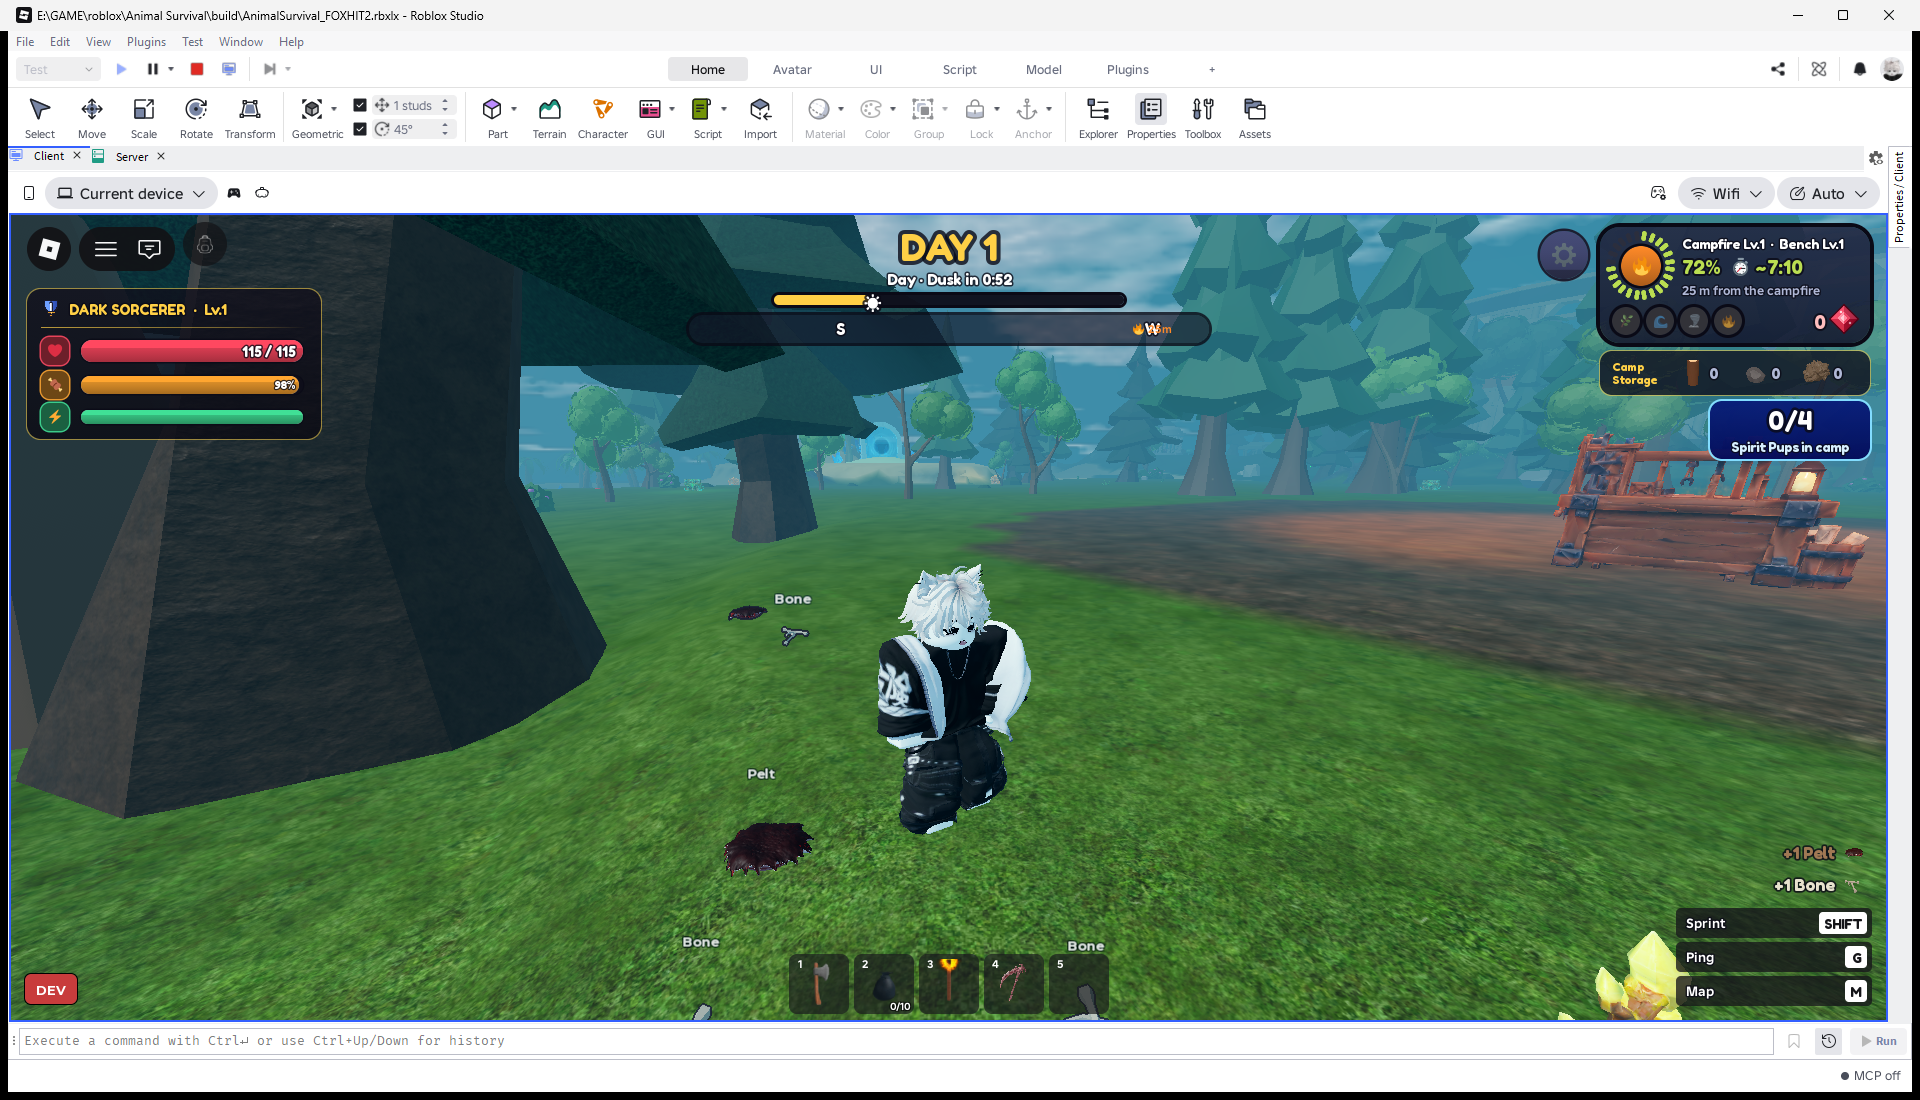 E:\GAME\roblox\Animal Survival\build\AnimalSurvival_FOXHIT2.rbxlx - Roblox Studio
File Edit View Plugins Test Window Help
Test
Home Avatar UI Script Model Plugins +
1 studs
45°
Select Move Scale Rotate Transform Geometric Part Terrain Character GUI Script Import Material Color Group Lock Anchor Explorer Properties Toolbox Assets
Client Server
Properties / Client
Current device
Wifi Auto
DAY 1
Day · Dusk in 0:52
S W
DARK SORCERER · Lv.1
115 / 115
98%
Campfire Lv.1 · Bench Lv.1
72% ~7:10
25 m from the campfire
0
Camp Storage 0 0 0
0/4
Spirit Pups in camp
Bone
Pelt
Bone
Bone
+1 Pelt
+1 Bone
Sprint SHIFT
Ping G
Map M
1 2 3 4 5
0/10
DEV
Execute a command with Ctrl↵ or use Ctrl+Up/Down for history
Run
MCP off